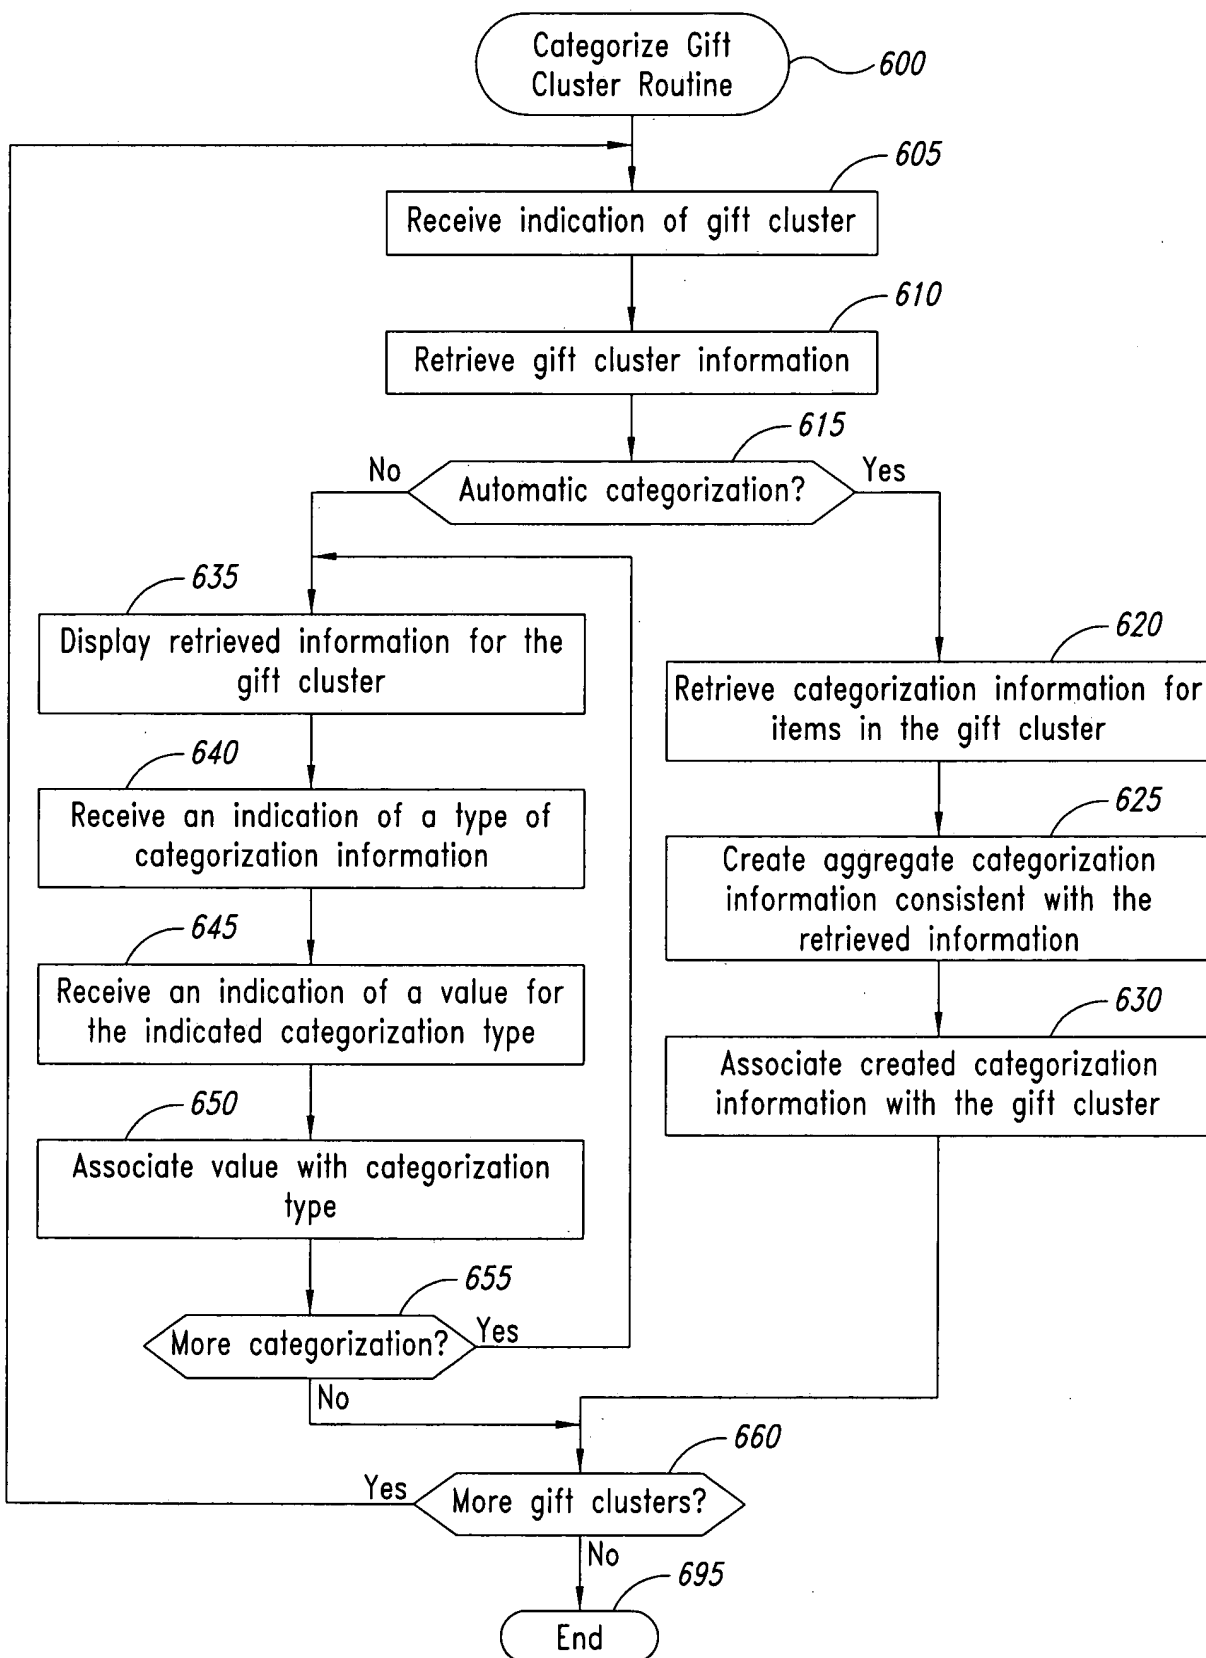 Categorize Gift
Cluster Routine
600
605
Receive indication of gift cluster
610
Retrieve gift cluster information
615
No
Automatic categorization?
Yes
635
Display retrieved information for the
gift cluster
620
Retrieve categorization information for
items in the gift cluster
640
Receive an indication of a type of
categorization information
625
Create aggregate categorization
information consistent with the
retrieved information
645
Receive an indication of a value for
the indicated categorization type
630
Associate created categorization
information with the gift cluster
650
Associate value with categorization
type
655
More categorization?
Yes
No
660
Yes
More gift clusters?
No
695
End